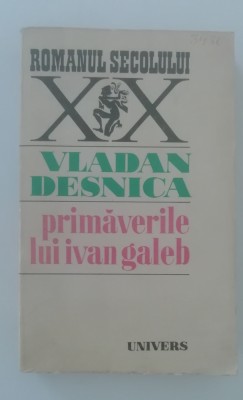 ROMANUL SECOLULUI
XX
VLADAN
DESNICA
primăverile
lui ivan galeb
UNIVERS